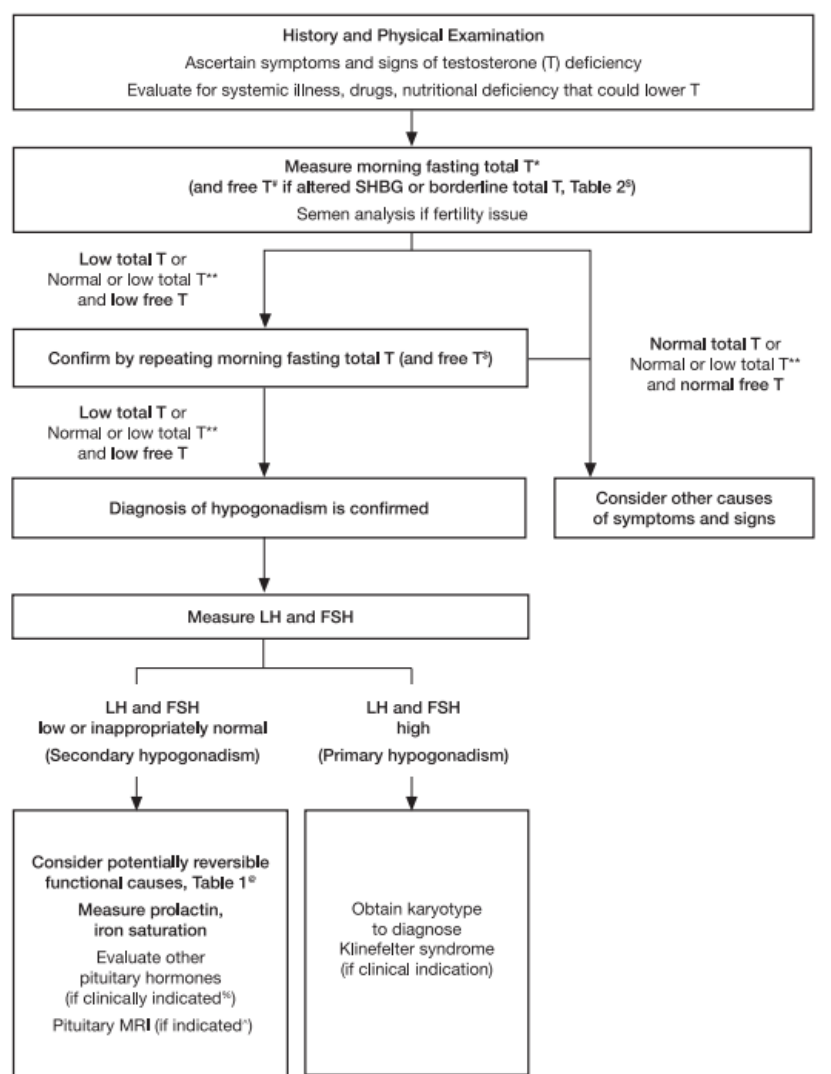 History and Physical Examination
Ascertain symptoms and signs of testosterone (T) deficiency
Evaluate for systemic illness, drugs, nutritional deficiency that could lower T
Measure morning fasting total T*
(and free T# if altered SHBG or borderline total T, Table 2$)
Semen analysis if fertility issue
Low total T or
Normal or low total T**
and low free T
Confirm by repeating morning fasting total T (and free T$)
Normal total T or
Normal or low total T**
and normal free T
Low total T or
Normal or low total T**
and low free T
Diagnosis of hypogonadism is confirmed
Consider other causes
of symptoms and signs
Measure LH and FSH
LH and FSH
low or inappropriately normal
(Secondary hypogonadism)
LH and FSH
high
(Primary hypogonadism)
Consider potentially reversible
functional causes, Table 1@
Measure prolactin,
iron saturation
Evaluate other
pituitary hormones
(if clinically indicated%)
Pituitary MRI (if indicated^)
Obtain karyotype
to diagnose
Klinefelter syndrome
(if clinical indication)